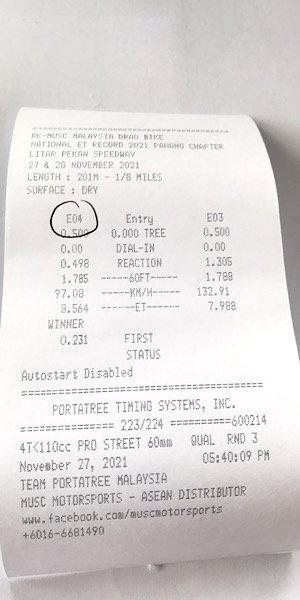 =====================================
RK-MUSC MALAYSIA DRAG BIKE
NATIONAL ET RECORD 2021 PAHANG CHAPTER
LITAR PEKAN SPEEDWAY
27 & 28 NOVEMBER 2021
LENGTH : 201M - 1/8 MILES
SURFACE : DRY
E04 Entry E03
0.500 0.000 TREE 0.500
0.00 DIAL-IN 0.00
0.498 REACTION 1.305
1.785 -----60FT----- 1.788
97.08 -----KM/H----- 132.91
8.564 ------ET------ 7.988
WINNER
0.231 FIRST
STATUS
Autostart Disabled
=====================================
PORTATREE TIMING SYSTEMS, INC.
============== 223/224 ==========600214
4T<110cc PRO STREET 60mm QUAL RND 3
November 27, 2021 05:40:09 PM
TEAM PORTATREE MALAYSIA
MUSC MOTORSPORTS - ASEAN DISTRIBUTOR
www.facebook.com/muscmotorsports
+6016-6681490